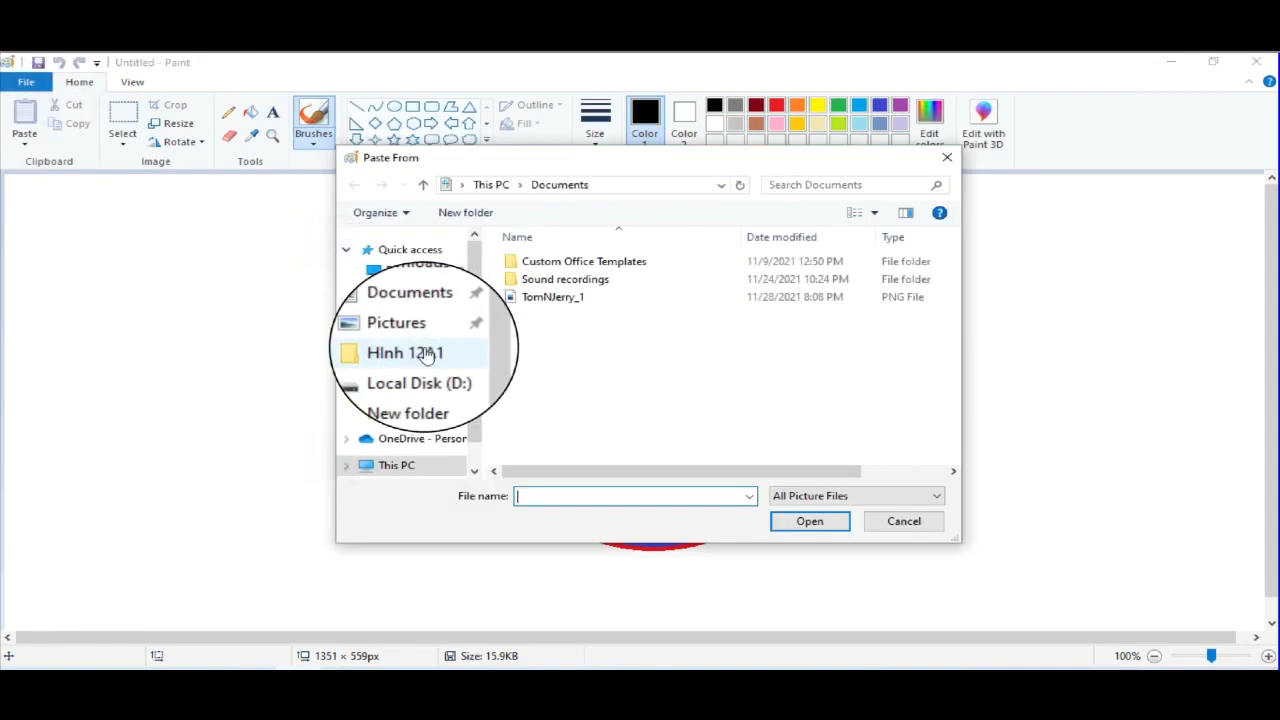 Untitled - Paint
File Home View
Paste Cut Copy Clipboard
Select Crop Resize Rotate Image
Tools
Brushes
Outline Fill
Size
Color
Color
Edit
Edit with Paint 3D
Paste From
This PC Documents Search Documents
Organize New folder
Name Date modified Type
Quick access
Documents
Pictures
HInh
Local Disk (D:)
New folder
OneDrive - Person
This PC
Custom Office Templates 11/9/2021 12:50 PM File folder
Sound recordings 11/24/2021 10:24 PM File folder
TomNJerry_1 11/28/2021 8:08 PM PNG File
File name: All Picture Files
Open Cancel
1351 × 559px Size: 15.9KB 100%